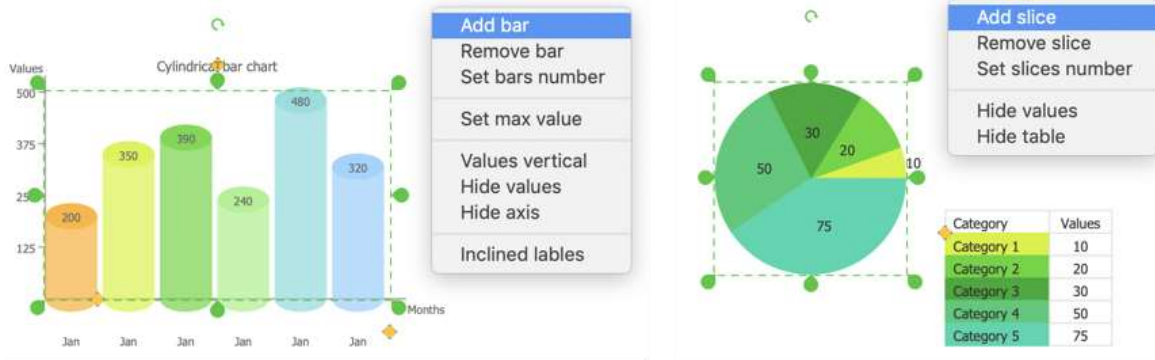 Add bar
Remove bar
Set bars number
Set max value
Values vertical
Hide values
Hide axis
Inclined lables
Values
Cylindrical bar chart
500
375
250
125
200
350
390
240
480
320
Months
Jan Jan Jan Jan Jan Jan
Add slice
Remove slice
Set slices number
Hide values
Hide table
30
20
10
50
75
Category Values
Category 1 10
Category 2 20
Category 3 30
Category 4 50
Category 5 75